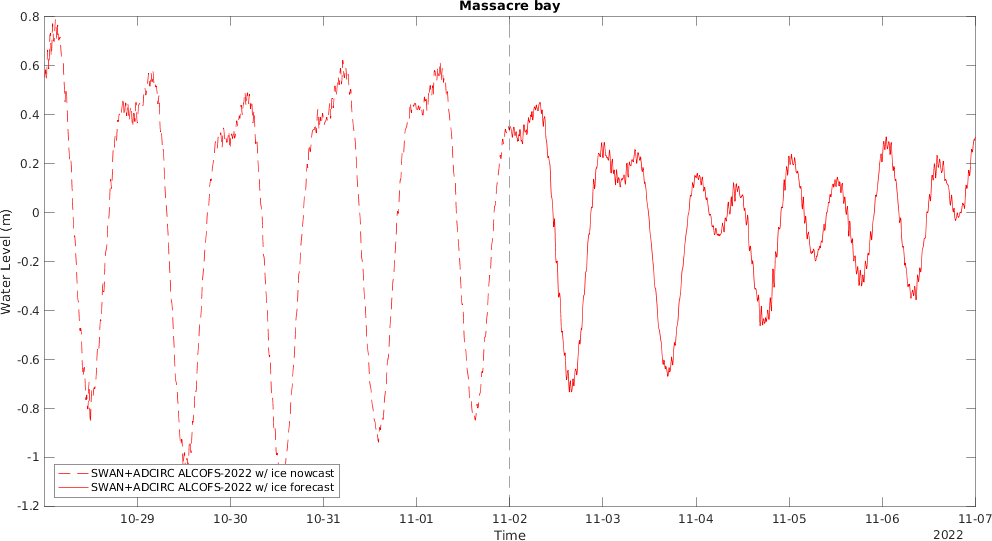 Massacre bay
0.8
0.6
0.4
0.2
0
-0.2
-0.4
-0.6
-0.8
-1
-1.2
Water Level (m)
SWAN+ADCIRC ALCOFS-2022 w/ ice nowcast
SWAN+ADCIRC ALCOFS-2022 w/ ice forecast
10-29 10-30 10-31 11-01 11-02 11-03 11-04 11-05 11-06 11-07
Time
2022